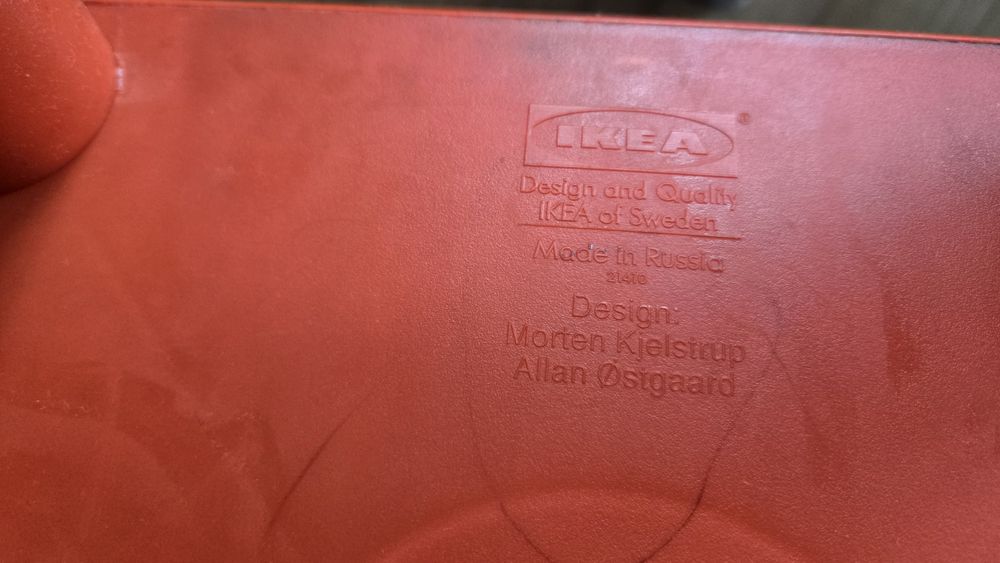 IKEA®
Design and Quality
IKEA of Sweden
Made in Russia
21410
Design:
Morten Kjelstrup
Allan Østgaard